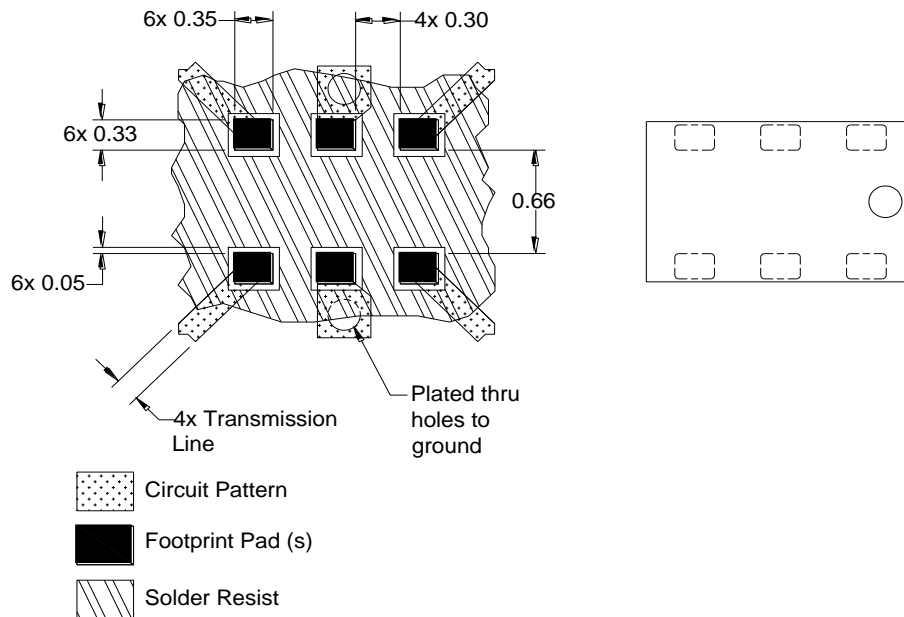 6x 0.35
4x 0.30
6x 0.33
0.66
6x 0.05
4x Transmission
Line
Plated thru
holes to
ground
Circuit Pattern
Footprint Pad (s)
Solder Resist